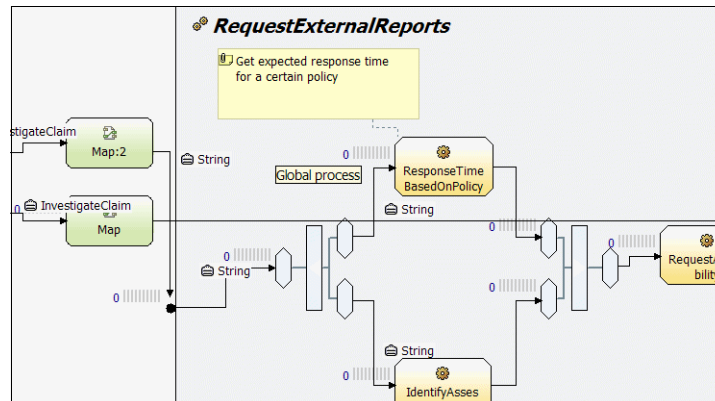 RequestExternalReports
Get expected response time
for a certain policy
stigateClaim
Map:2
String
0
Global process
ResponseTime
BasedOnPolicy
0
InvestigateClaim
Map
String
0
0
0
String
RequestA
bility
0
0
String
0
IdentifyAsses